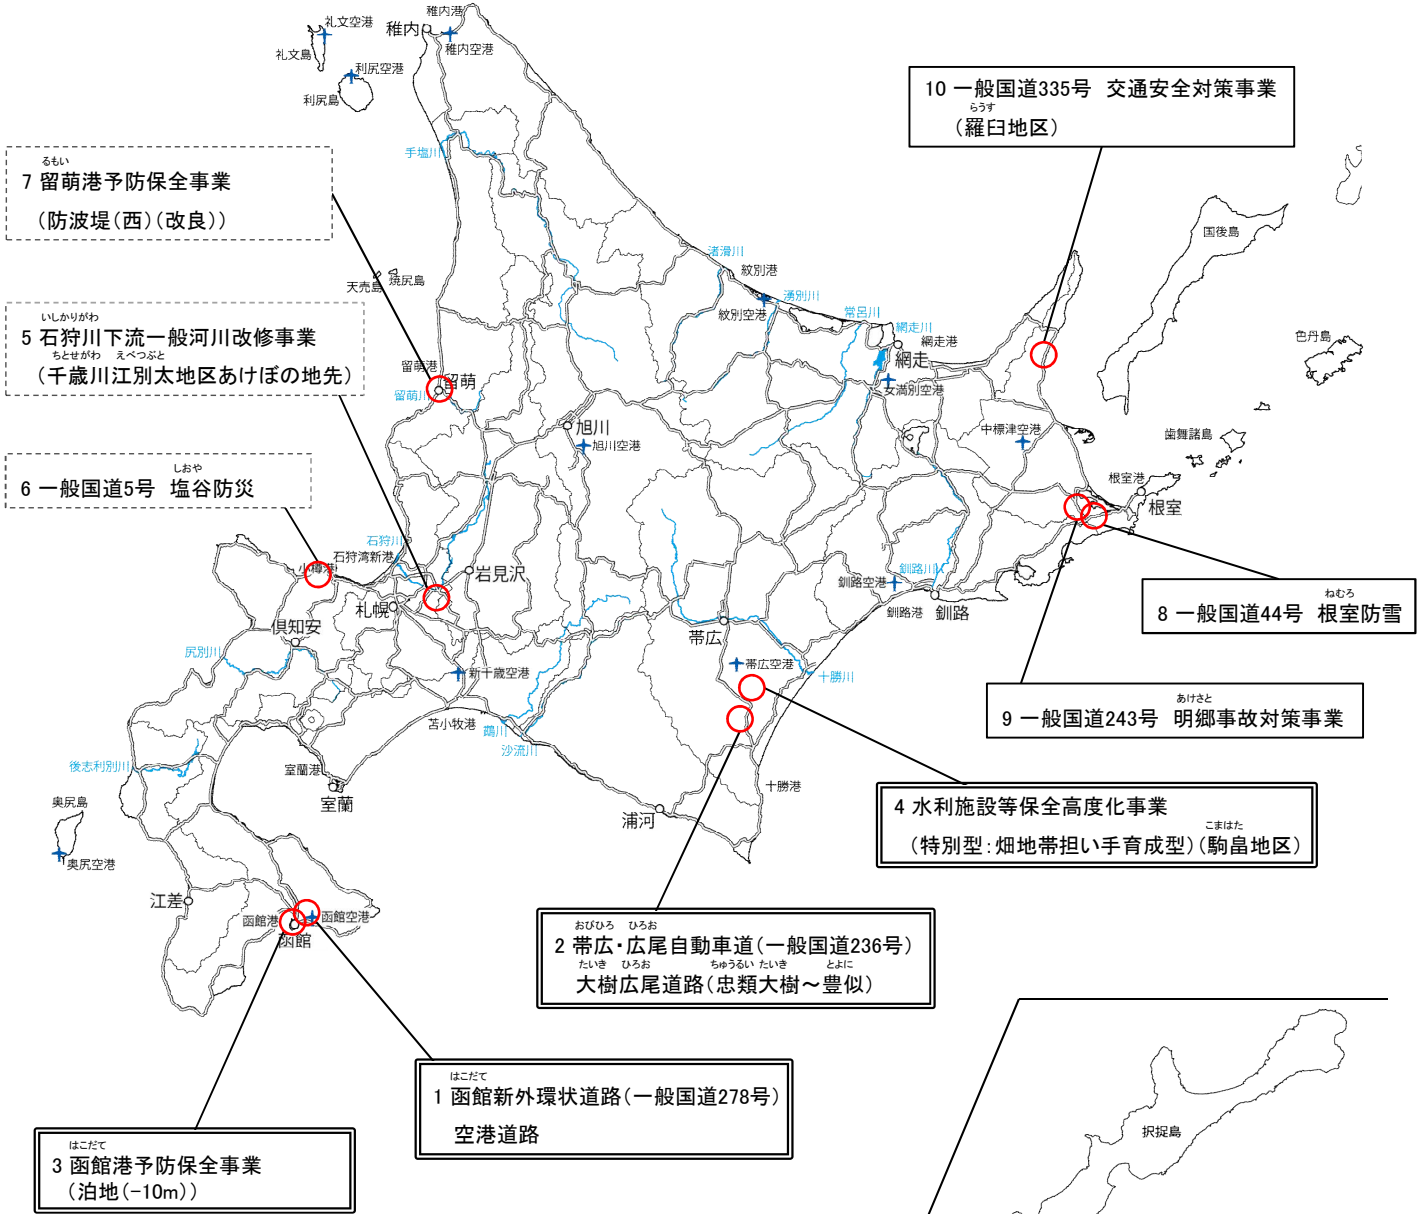 礼文空港
礼文島
利尻空港
利尻島
稚内港
稚内
稚内空港
10 一般国道335号 交通安全対策事業
らうす
（羅臼地区）
るもい
7 留萌港予防保全事業
（防波堤（西）（改良））
手塩川
国後島
渚滑川
紋別港
湧別川
紋別空港
常呂川
網走川
網走港
網走
女満別空港
天売島
焼尻島
色丹島
いしかりがわ
5 石狩川下流一般河川改修事業
ちとせがわ えべつぶと
（千歳川江別太地区あけぼの地先）
留萌港
留萌
留萌川
旭川
旭川空港
中標津空港
歯舞諸島
根室港
根室
しおや
6 一般国道5号 塩谷防災
石狩川
石狩湾新港
小樽港
岩見沢
札幌
倶知安
尻別川
新千歳空港
苫小牧港
鵡川
沙流川
釧路空港
釧路川
釧路港
釧路
帯広
帯広空港
十勝川
ねむろ
8 一般国道44号 根室防雪
あけさと
9 一般国道243号 明郷事故対策事業
後志利別川
室蘭港
室蘭
浦河
十勝港
4 水利施設等保全高度化事業
こまはた
（特別型：畑地帯担い手育成型）（駒畠地区）
奥尻島
奥尻空港
江差
函館港
函館空港
函館
おびひろ ひろお
2 帯広・広尾自動車道（一般国道236号）
たいき ひろお ちゅうるい たいき とよに
大樹広尾道路（忠類大樹～豊似）
はこだて
1 函館新外環状道路（一般国道278号）
空港道路
はこだて
3 函館港予防保全事業
（泊地（-10m））
択捉島